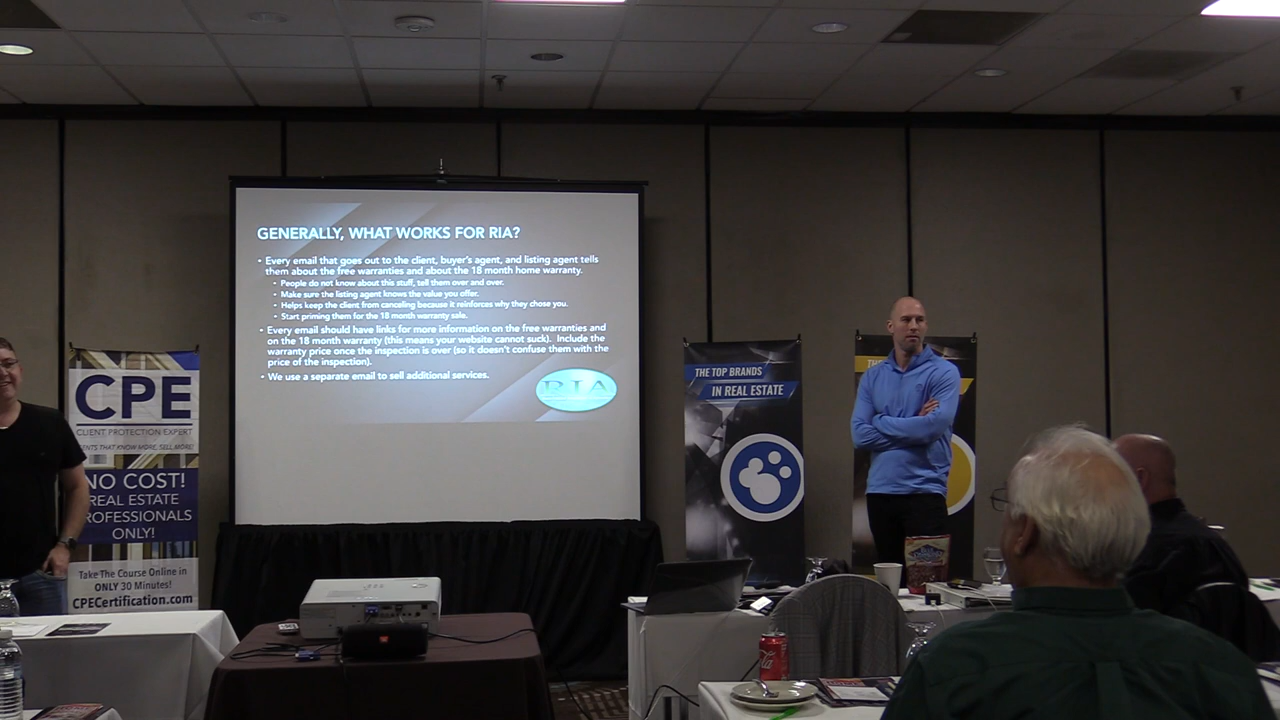 GENERALLY, WHAT WORKS FOR RIA?
• Every email that goes out to the client, buyer's agent, and listing agent tells
them about the free warranties and about the 18 month home warranty.
• People do not know about this stuff, tell them over and over.
• Make sure the listing agent knows the value you offer.
• Helps keep the client from canceling because it reinforces why they chose you.
• Start priming them for the 18 month warranty sale.
• Every email should have links for more information on the free warranties and
on the 18 month warranty (this means your website cannot suck). Include the
warranty price once the inspection is over (so it doesn't confuse them with the
price of the inspection).
• We use a separate email to sell additional services.
RIA
CPE
CLIENT PROTECTION EXPERT
THAT KNOW MORE, SELL MORE!
NO COST!
REAL ESTATE
PROFESSIONALS
ONLY!
Take The Course Online in
ONLY 30 Minutes!
CPECertification.com
THE TOP BRANDS
IN REAL ESTATE